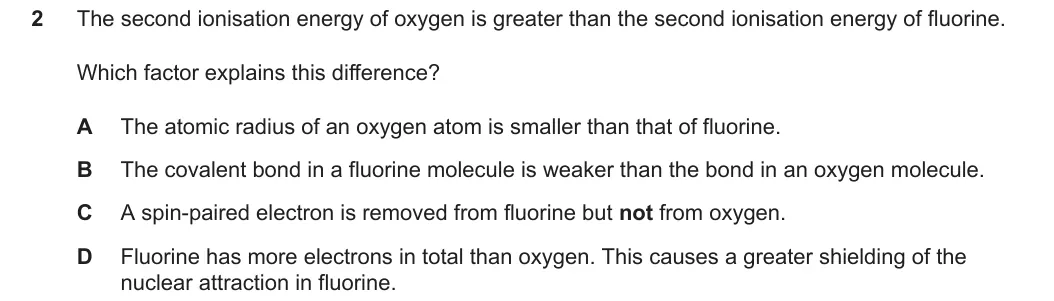 2 The second ionisation energy of oxygen is greater than the second ionisation energy of fluorine.
Which factor explains this difference?
A The atomic radius of an oxygen atom is smaller than that of fluorine.
B The covalent bond in a fluorine molecule is weaker than the bond in an oxygen molecule.
C A spin-paired electron is removed from fluorine but not from oxygen.
D Fluorine has more electrons in total than oxygen. This causes a greater shielding of the
nuclear attraction in fluorine.